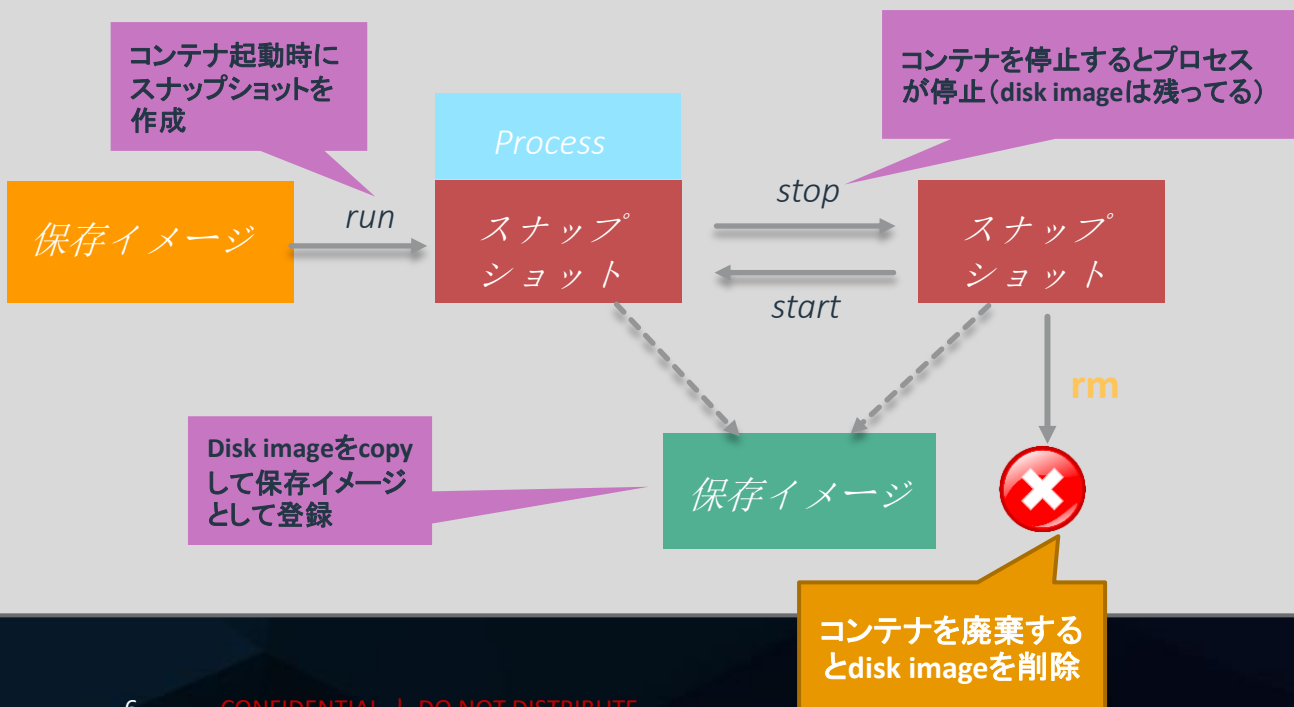 コンテナ起動時に
スナップショットを
作成
コンテナを停止するとプロセス
が停止（disk imageは残ってる）
Process
保存イメージ
run
スナップ
ショット
stop
start
スナップ
ショット
rm
Disk imageをcopy
して保存イメージ
として登録
保存イメージ
コンテナを廃棄する
とdisk imageを削除
6
CONFIDENTIAL | DO NOT DISTRIBUTE